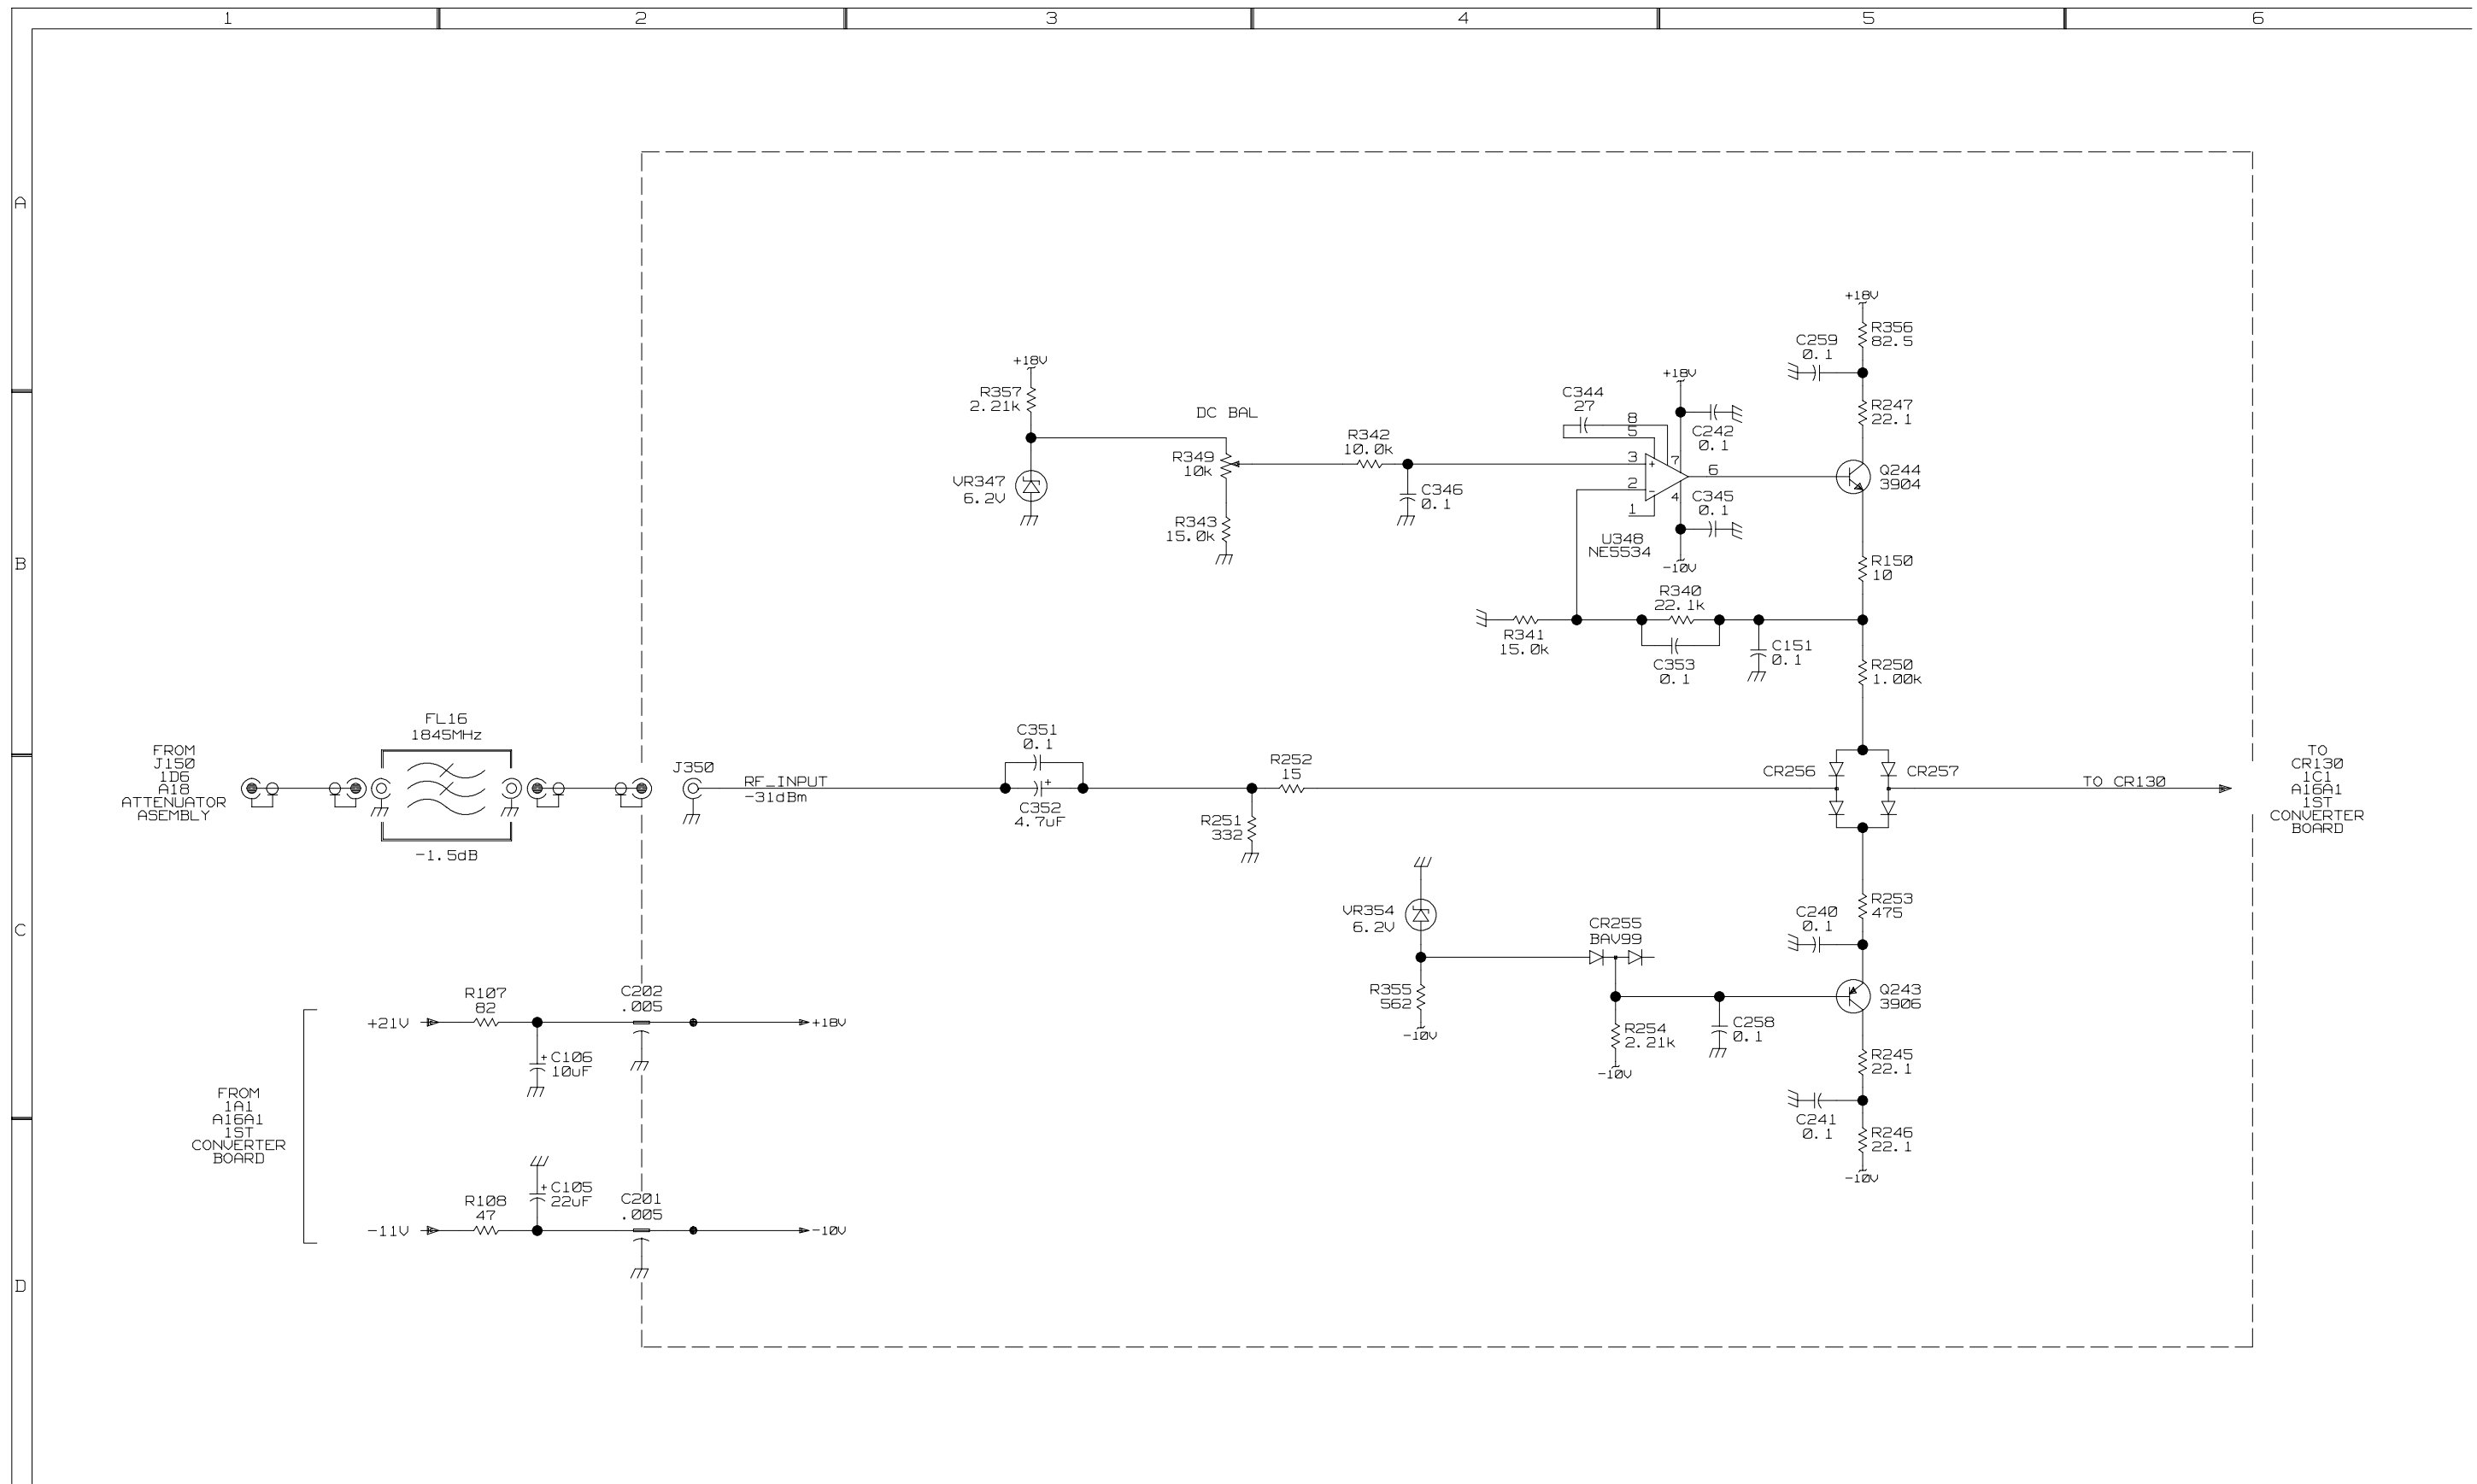 1
2
3
4
5
6
A
B
C
D
+18V
R356
82.5
C259
0.1
R247
22.1
+18V
R357
2.21k
VR347
6.2V
DC BAL
R349
10k
R343
15.0k
R342
10.0k
C346
0.1
C344
27
8
5
+18V
C242
0.1
3
+
7
2
-
4
6
1
C345
0.1
U348
NE5534
-10V
Q244
3904
R150
10
R340
22.1k
R341
15.0k
C353
0.1
C151
0.1
R250
1.00k
FROM
J150
1D6
A18
ATTENUATOR
ASEMBLY
FL16
1845MHz
-1.5dB
J350
RF_INPUT
-31dBm
C351
0.1
+
C352
4.7uF
R252
15
R251
332
CR256
CR257
TO CR130
TO
CR130
1C1
A16A1
1ST
CONVERTER
BOARD
VR354
6.2V
R355
562
-10V
CR255
BAV99
R254
2.21k
-10V
C258
0.1
C240
0.1
R253
475
Q243
3906
R245
22.1
C241
0.1
R246
22.1
-10V
FROM
1A1
A16A1
1ST
CONVERTER
BOARD
+21V
R107
82
C202
.005
+18V
+
C106
10uF
-11V
R108
47
+
C105
22uF
C201
.005
-10V